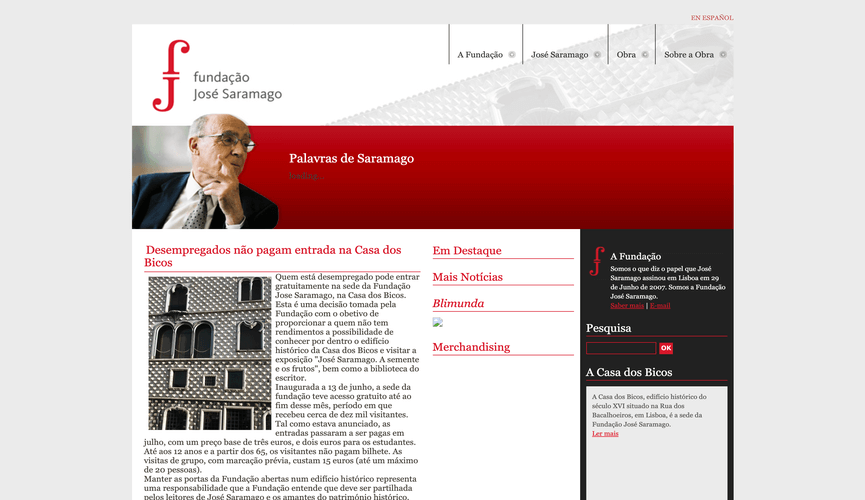 EN ESPAÑOL
fundação
José Saramago
A Fundação
José Saramago
Obra
Sobre a Obra
Palavras de Saramago
Desempregados não pagam entrada na Casa dos
Bicos
Quem está desempregado pode entrar
gratuitamente na sede da Fundação
Jose Saramago, na Casa dos Bicos.
Esta é uma decisão tomada pela
Fundação com o obetivo de
proporcionar a quem não tem
rendimentos a possibilidade de
conhecer por dentro o edifício
histórico da Casa dos Bicos e visitar a
exposição "José Saramago. A semente
e os frutos", bem como a biblioteca do
escritor.
Inaugurada a 13 de junho, a sede da
fundação teve acesso gratuito até ao
fim desse mês, período em que
recebeu cerca de dez mil visitantes.
Tal como estava anunciado, as
entradas passaram a ser pagas em
julho, com um preço base de três euros, e dois euros para os estudantes.
Até aos 12 anos e a partir dos 65, os visitantes não pagam bilhete. As
visitas de grupo, com marcação prévia, custam 15 euros (até um máximo
de 20 pessoas).
Manter as portas da Fundação abertas num edifício histórico representa
uma responsabilidade que a Fundação entende que deve ser partilhada
pelos leitores de José Saramago e os amantes do património histórico.
Em Destaque
Mais Notícias
Blimunda
Merchandising
A Fundação
Somos o que diz o papel que José
Saramago assinou em Lisboa em 29
de Junho de 2007. Somos a Fundação
José Saramago.
Saber mais | E-mail
Pesquisa
OK
A Casa dos Bicos
A Casa dos Bicos, edifício histórico do
século XVI situado na Rua dos
Bacalhoeiros, em Lisboa, é a sede da
Fundação José Saramago.
Ler mais